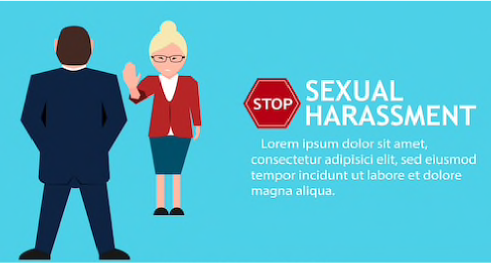 STOP
SEXUAL
HARASSMENT
Lorem ipsum dolor sit amet,
consectetur adipisici elit, sed eiusmod
tempor incidunt ut labore et dolore
magna aliqua.